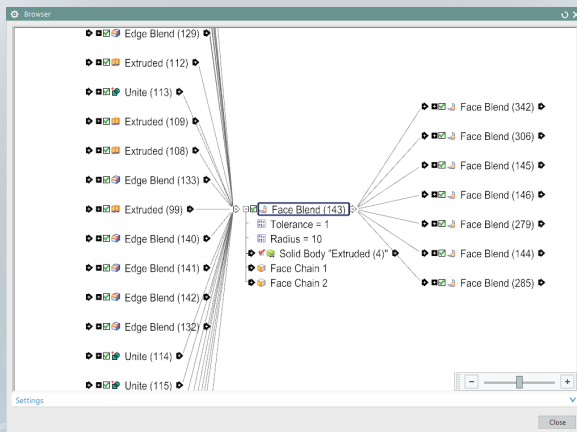 Browser
Edge Blend (129)
Extruded (112)
Unite (113)
Extruded (109)
Extruded (108)
Edge Blend (133)
Extruded (99)
Edge Blend (140)
Edge Blend (141)
Edge Blend (142)
Edge Blend (132)
Unite (114)
Unite (115)
Face Blend (143)
Tolerance = 1
Radius = 10
Solid Body "Extruded (4)"
Face Chain 1
Face Chain 2
Face Blend (342)
Face Blend (306)
Face Blend (145)
Face Blend (146)
Face Blend (279)
Face Blend (144)
Face Blend (285)
Settings
Close